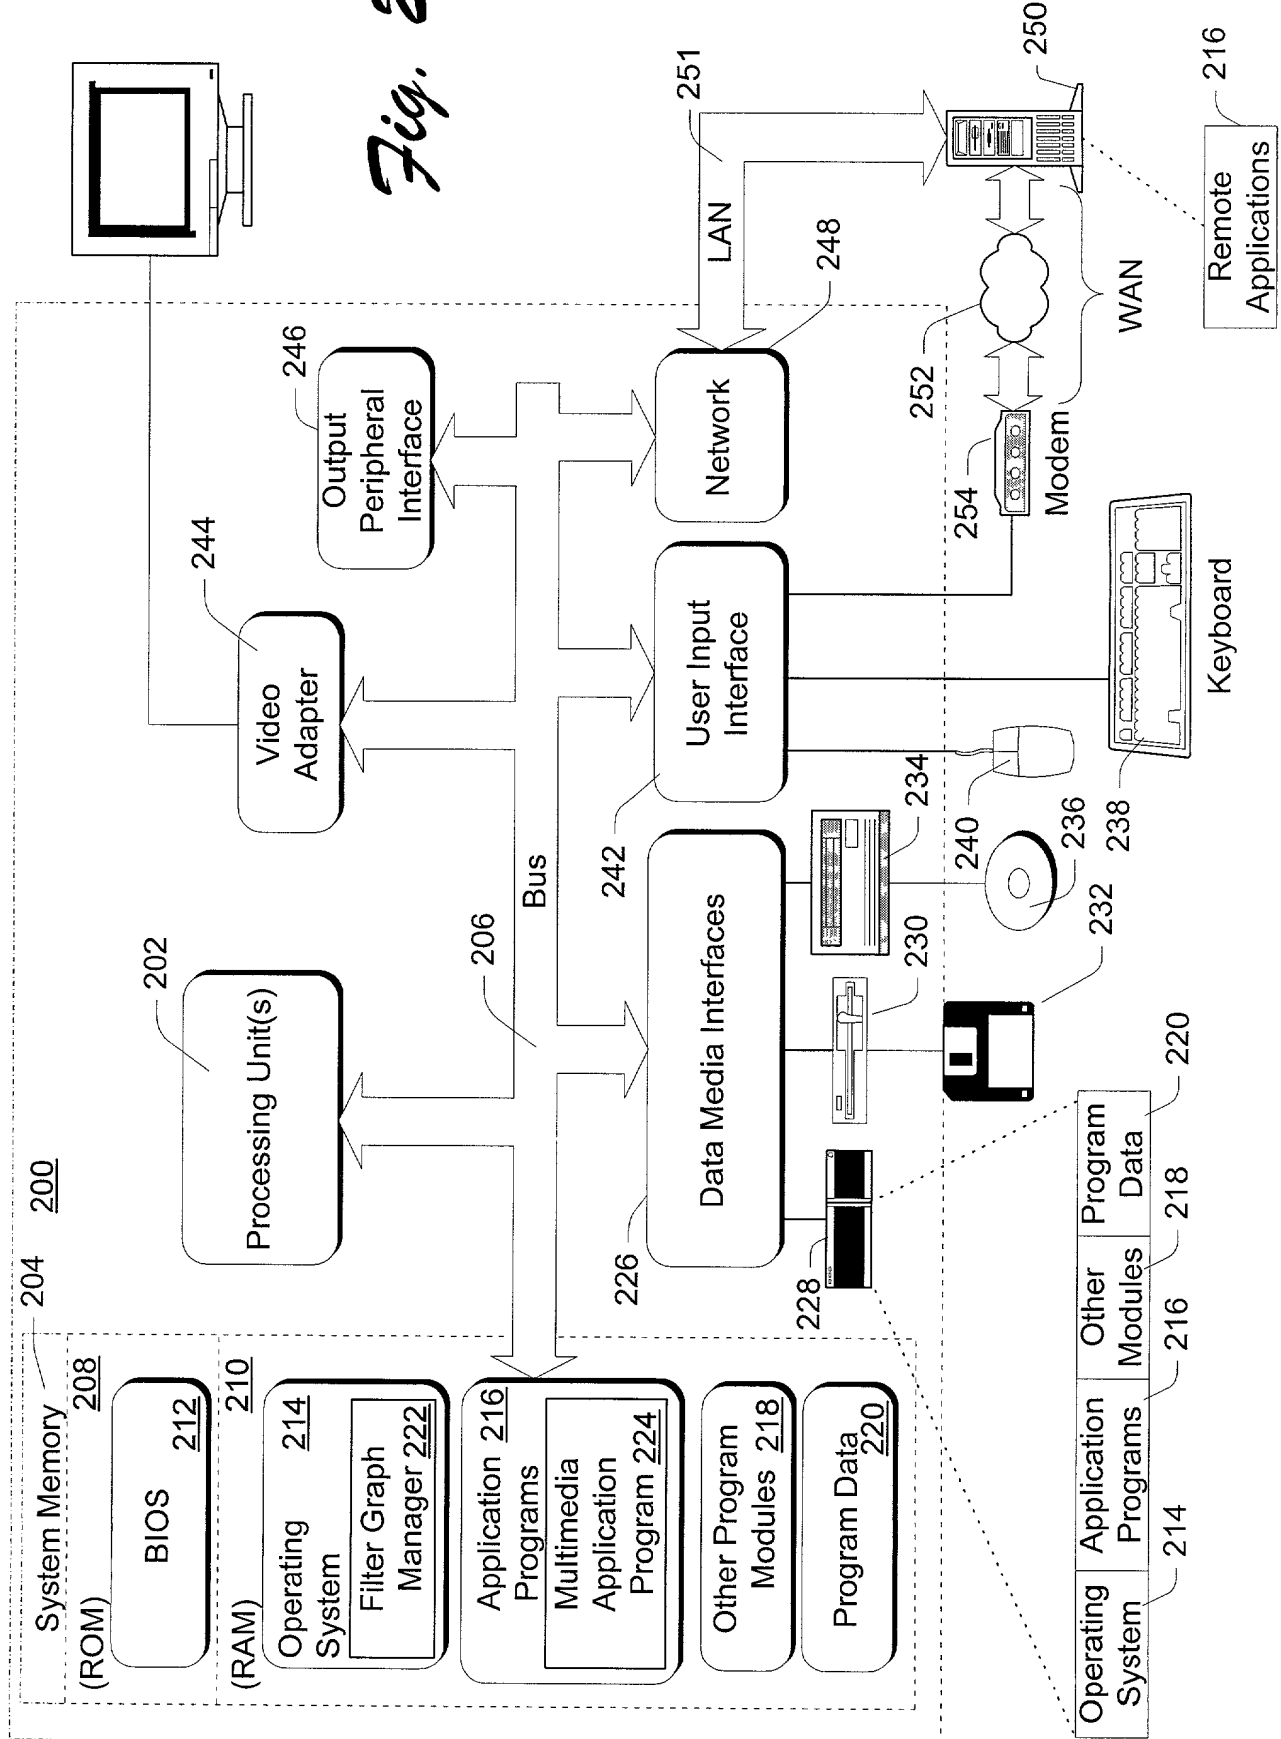 System Memory
204
200
(ROM)
208
BIOS
212
(RAM)
210
Operating
System
214
Filter Graph
Manager 222
Application
Programs
216
Multimedia
Application
Program 224
Other Program
Modules 218
Program Data
220
202
Processing Unit(s)
244
Video
Adapter
246
Output
Peripheral
Interface
Fig. 2
206
Bus
226
Data Media Interfaces
242
User Input
Interface
Network
248
LAN
251
228
230
234
232
236
240
238
Keyboard
254
Modem
252
WAN
250
216
Remote
Applications
Operating
System
Application
Programs
Other
Modules
Program
Data
214
216
218
220